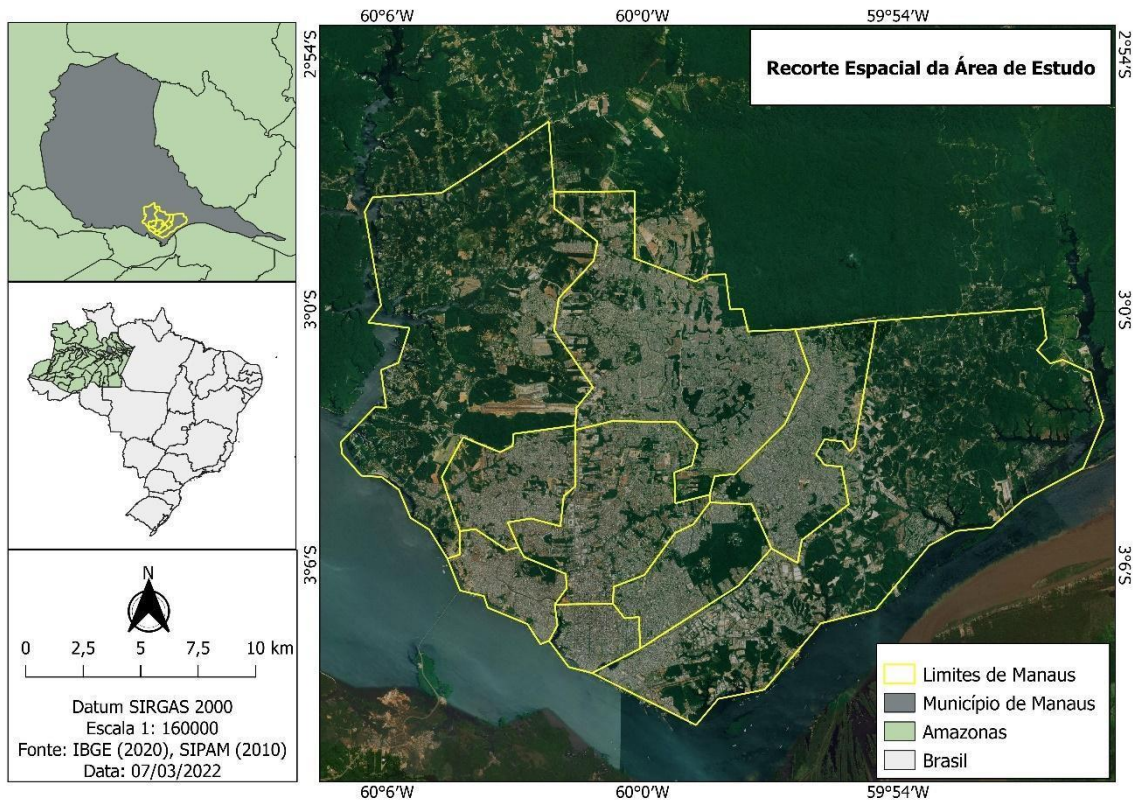 60°6'W 60°0'W 59°54'W
2°54'S 2°54'S
Recorte Espacial da Área de Estudo
3°0'S 3°0'S
3°6'S 3°6'S
N
0 2,5 5 7,5 10 km
Datum SIRGAS 2000
Escala 1: 160000
Fonte: IBGE (2020), SIPAM (2010)
Data: 07/03/2022
Limites de Manaus
Município de Manaus
Amazonas
Brasil
60°6'W 60°0'W 59°54'W